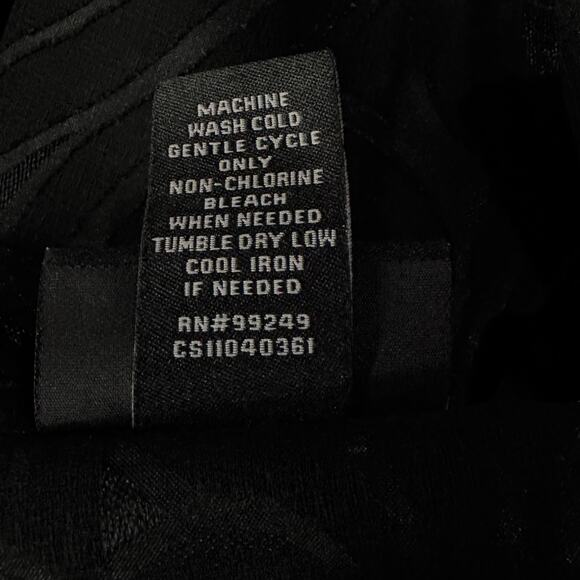 MACHINE
WASH COLD
GENTLE CYCLE
ONLY
NON-CHLORINE
BLEACH
WHEN NEEDED
TUMBLE DRY LOW
COOL IRON
IF NEEDED
RN#99249
CS11040361